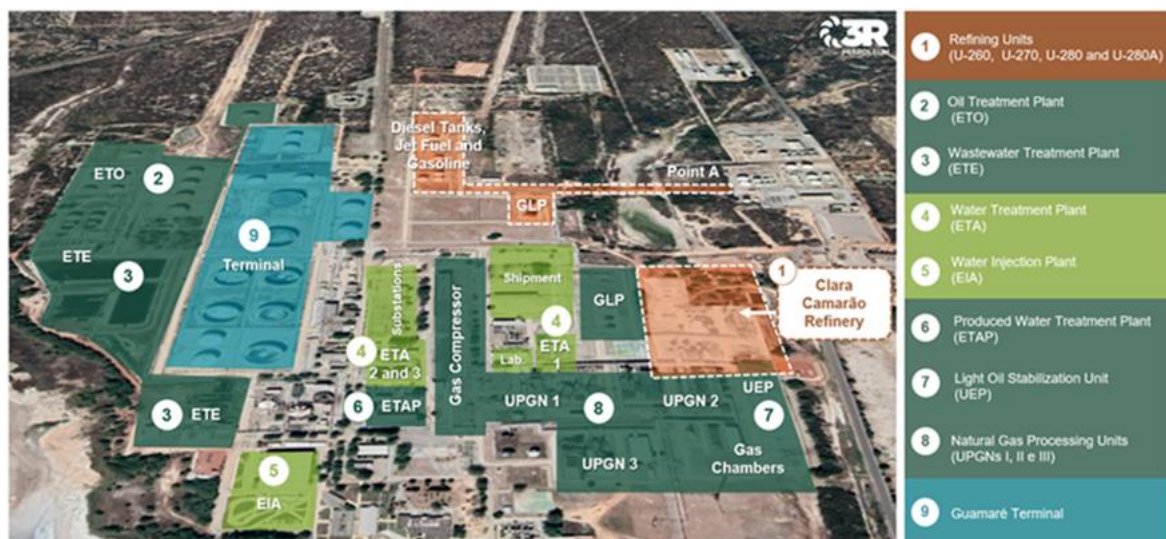 3R
PETROLEUM
Diesel Tanks,
Jet Fuel and
Gasoline
Point A
GLP
ETO
2
ETE
3
9
Terminal
Substations
Gas Compressor
Shipment
GLP
1
Clara
Camarão
Refinery
4
ETA
2 and 3
4
ETA
1
Lab.
6
ETAP
UPGN 1
8
UPGN 2
UEP
7
3
ETE
UPGN 3
Gas
Chambers
5
EIA
1
Refining Units
(U-260, U-270, U-280 and U-280A)
2
Oil Treatment Plant
(ETO)
3
Wastewater Treatment Plant
(ETE)
4
Water Treatment Plant
(ETA)
5
Water Injection Plant
(EIA)
6
Produced Water Treatment Plant
(ETAP)
7
Light Oil Stabilization Unit
(UEP)
8
Natural Gas Processing Units
(UPGNs I, II e III)
9
Guamaré Terminal